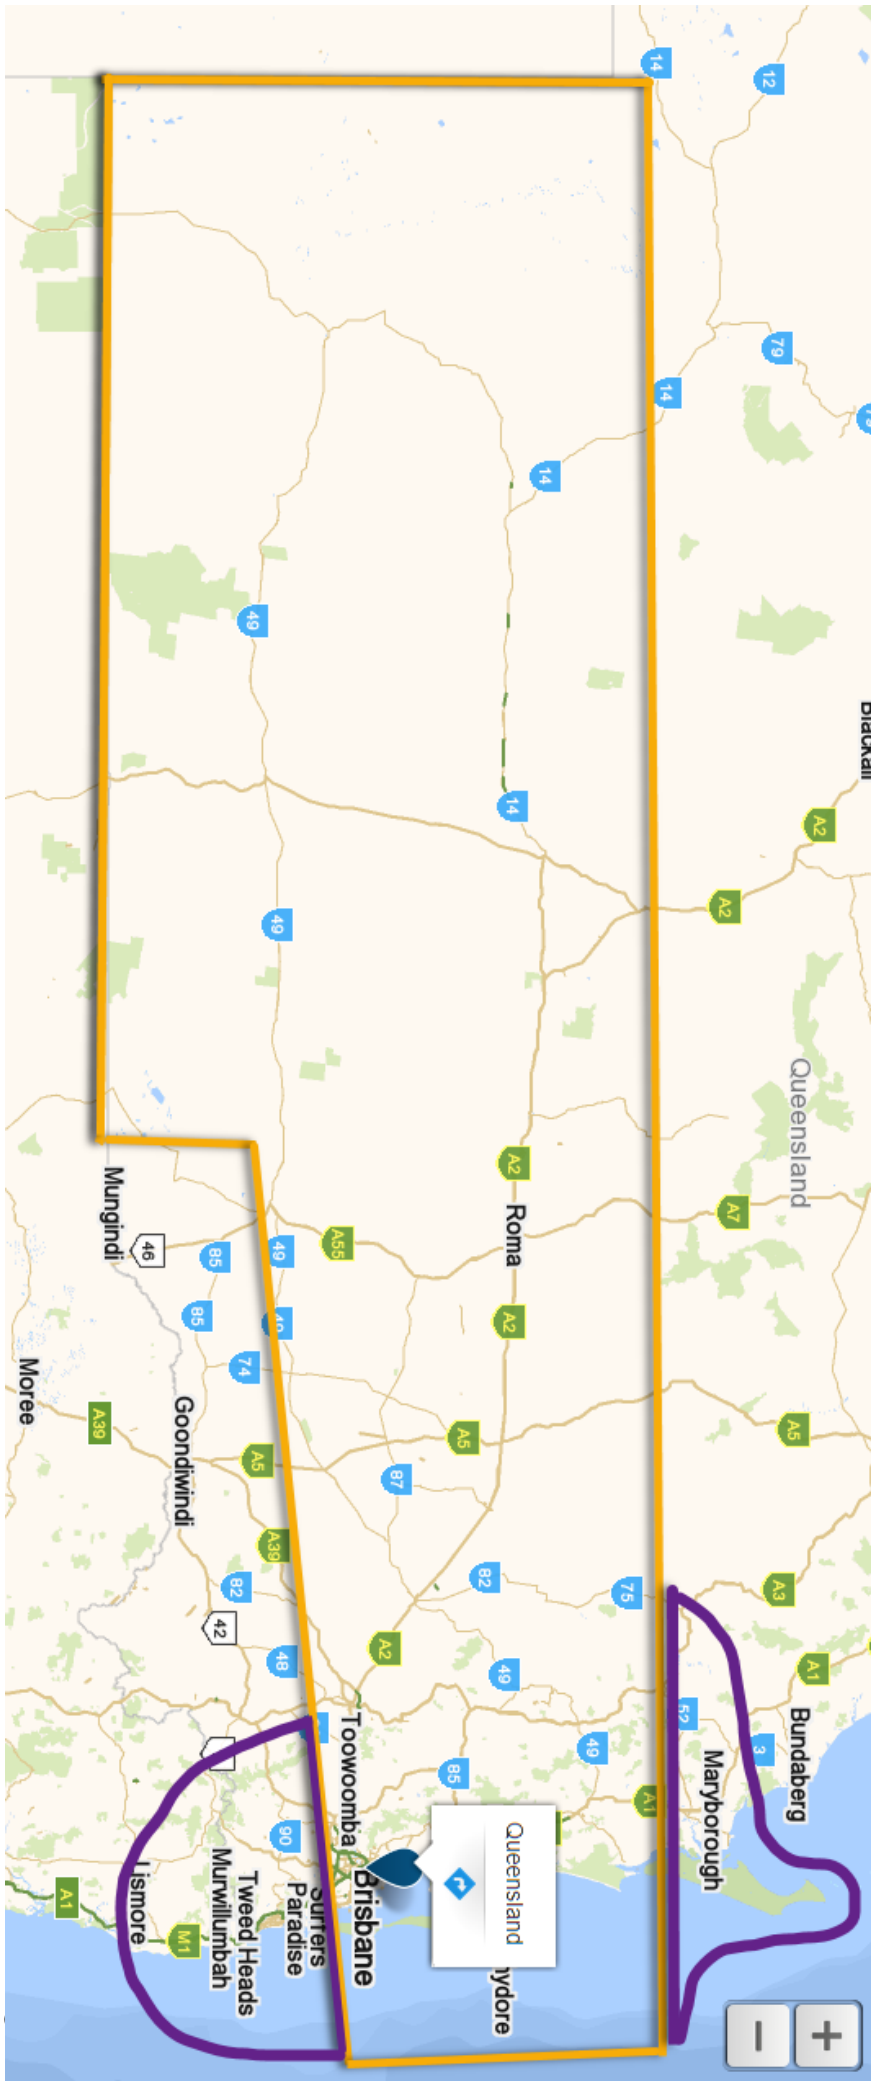 Blackall
A2
A1
+
12
79
A3
A5
Queensland
Bundaberg
3
−
A2
A7
Maryborough
52
14
14
A1
75
49
14
14
A2
Roma
A2
49
Queensland
ydore
82
A5
85
87
A2
Brisbane
Toowoomba
A55
Surfers
Paradise
49
49
49
49
A39
48
90
A5
74
82
Tweed Heads
Murwillumbah
85
42
85
M1
Goondiwindi
46
Lismore
Mungindi
A39
A1
Moree